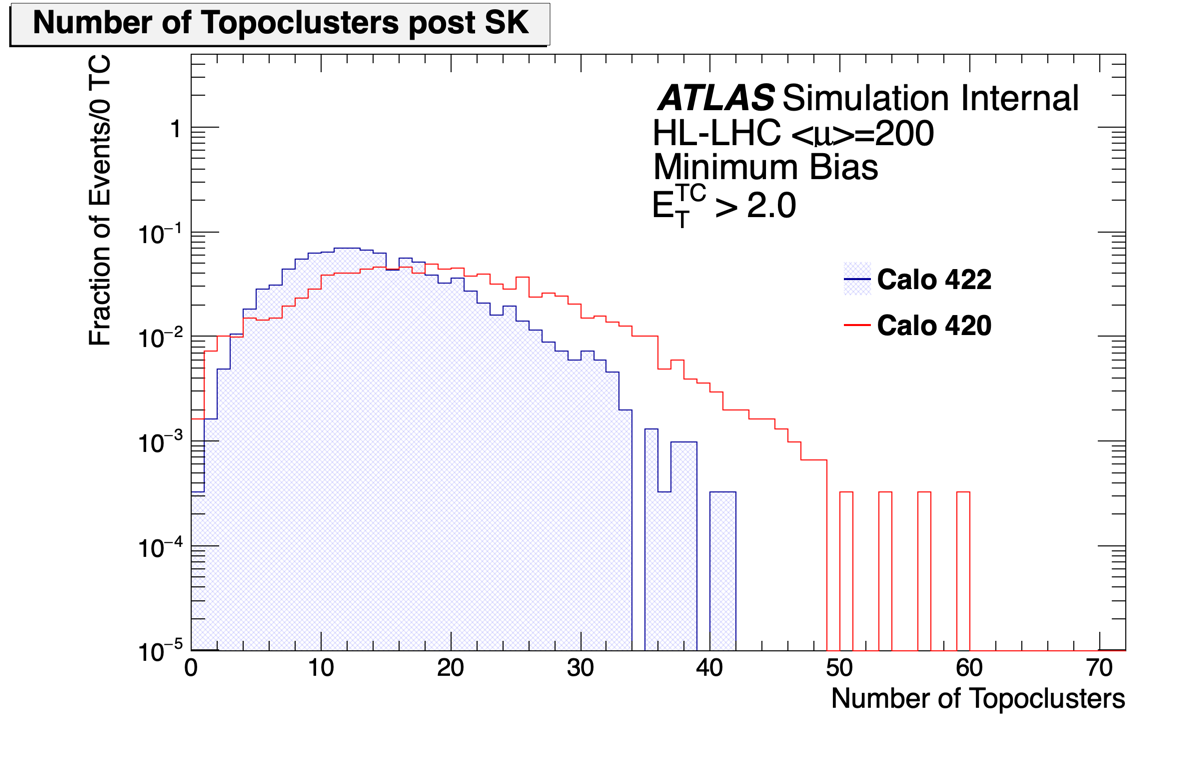 Number of Topoclusters post SK
Fraction of Events/0 TC
ATLAS Simulation Internal
HL-LHC <μ>=200
Minimum Bias
E_T^TC > 2.0
Calo 422
Calo 420
1
10⁻¹
10⁻²
10⁻³
10⁻⁴
10⁻⁵
0 10 20 30 40 50 60 70
Number of Topoclusters